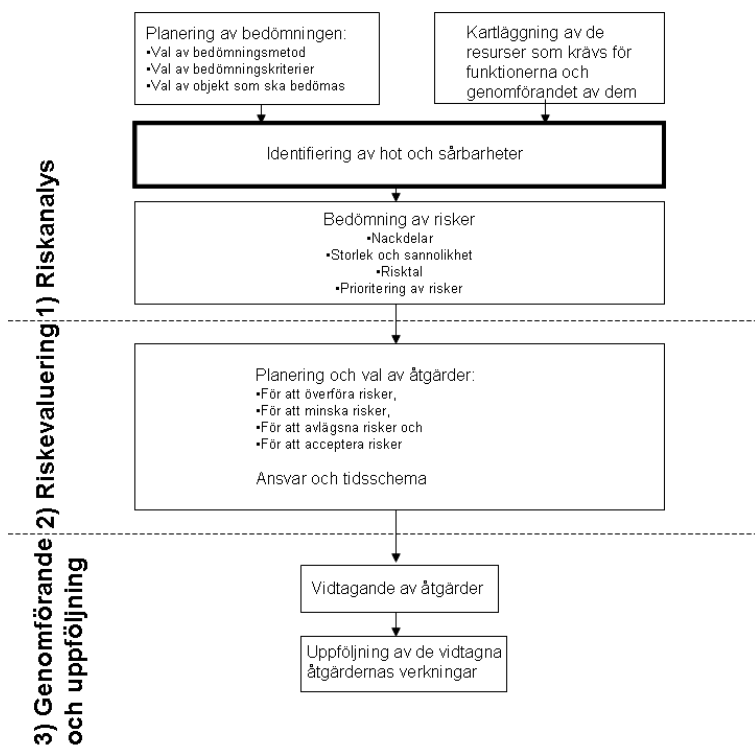 Planering av bedömningen:
▪Val av bedömningsmetod
▪Val av bedömningskriterier
▪Val av objekt som ska bedömas
Kartläggning av de
resurser som krävs för
funktionerna och
genomförandet av dem
Identifiering av hot och sårbarheter
Bedömning av risker
▪Nackdelar
▪Storlek och sannolikhet
▪Risktal
▪Prioritering av risker
1) Riskanalys
Planering och val av åtgärder:
▪För att överföra risker,
▪För att minska risker,
▪För att avlägsna risker och
▪För att acceptera risker
Ansvar och tidsschema
2) Riskevaluering
Vidtagande av åtgärder
Uppföljning av de vidtagna
åtgärdernas verkningar
3) Genomförande
och uppföljning